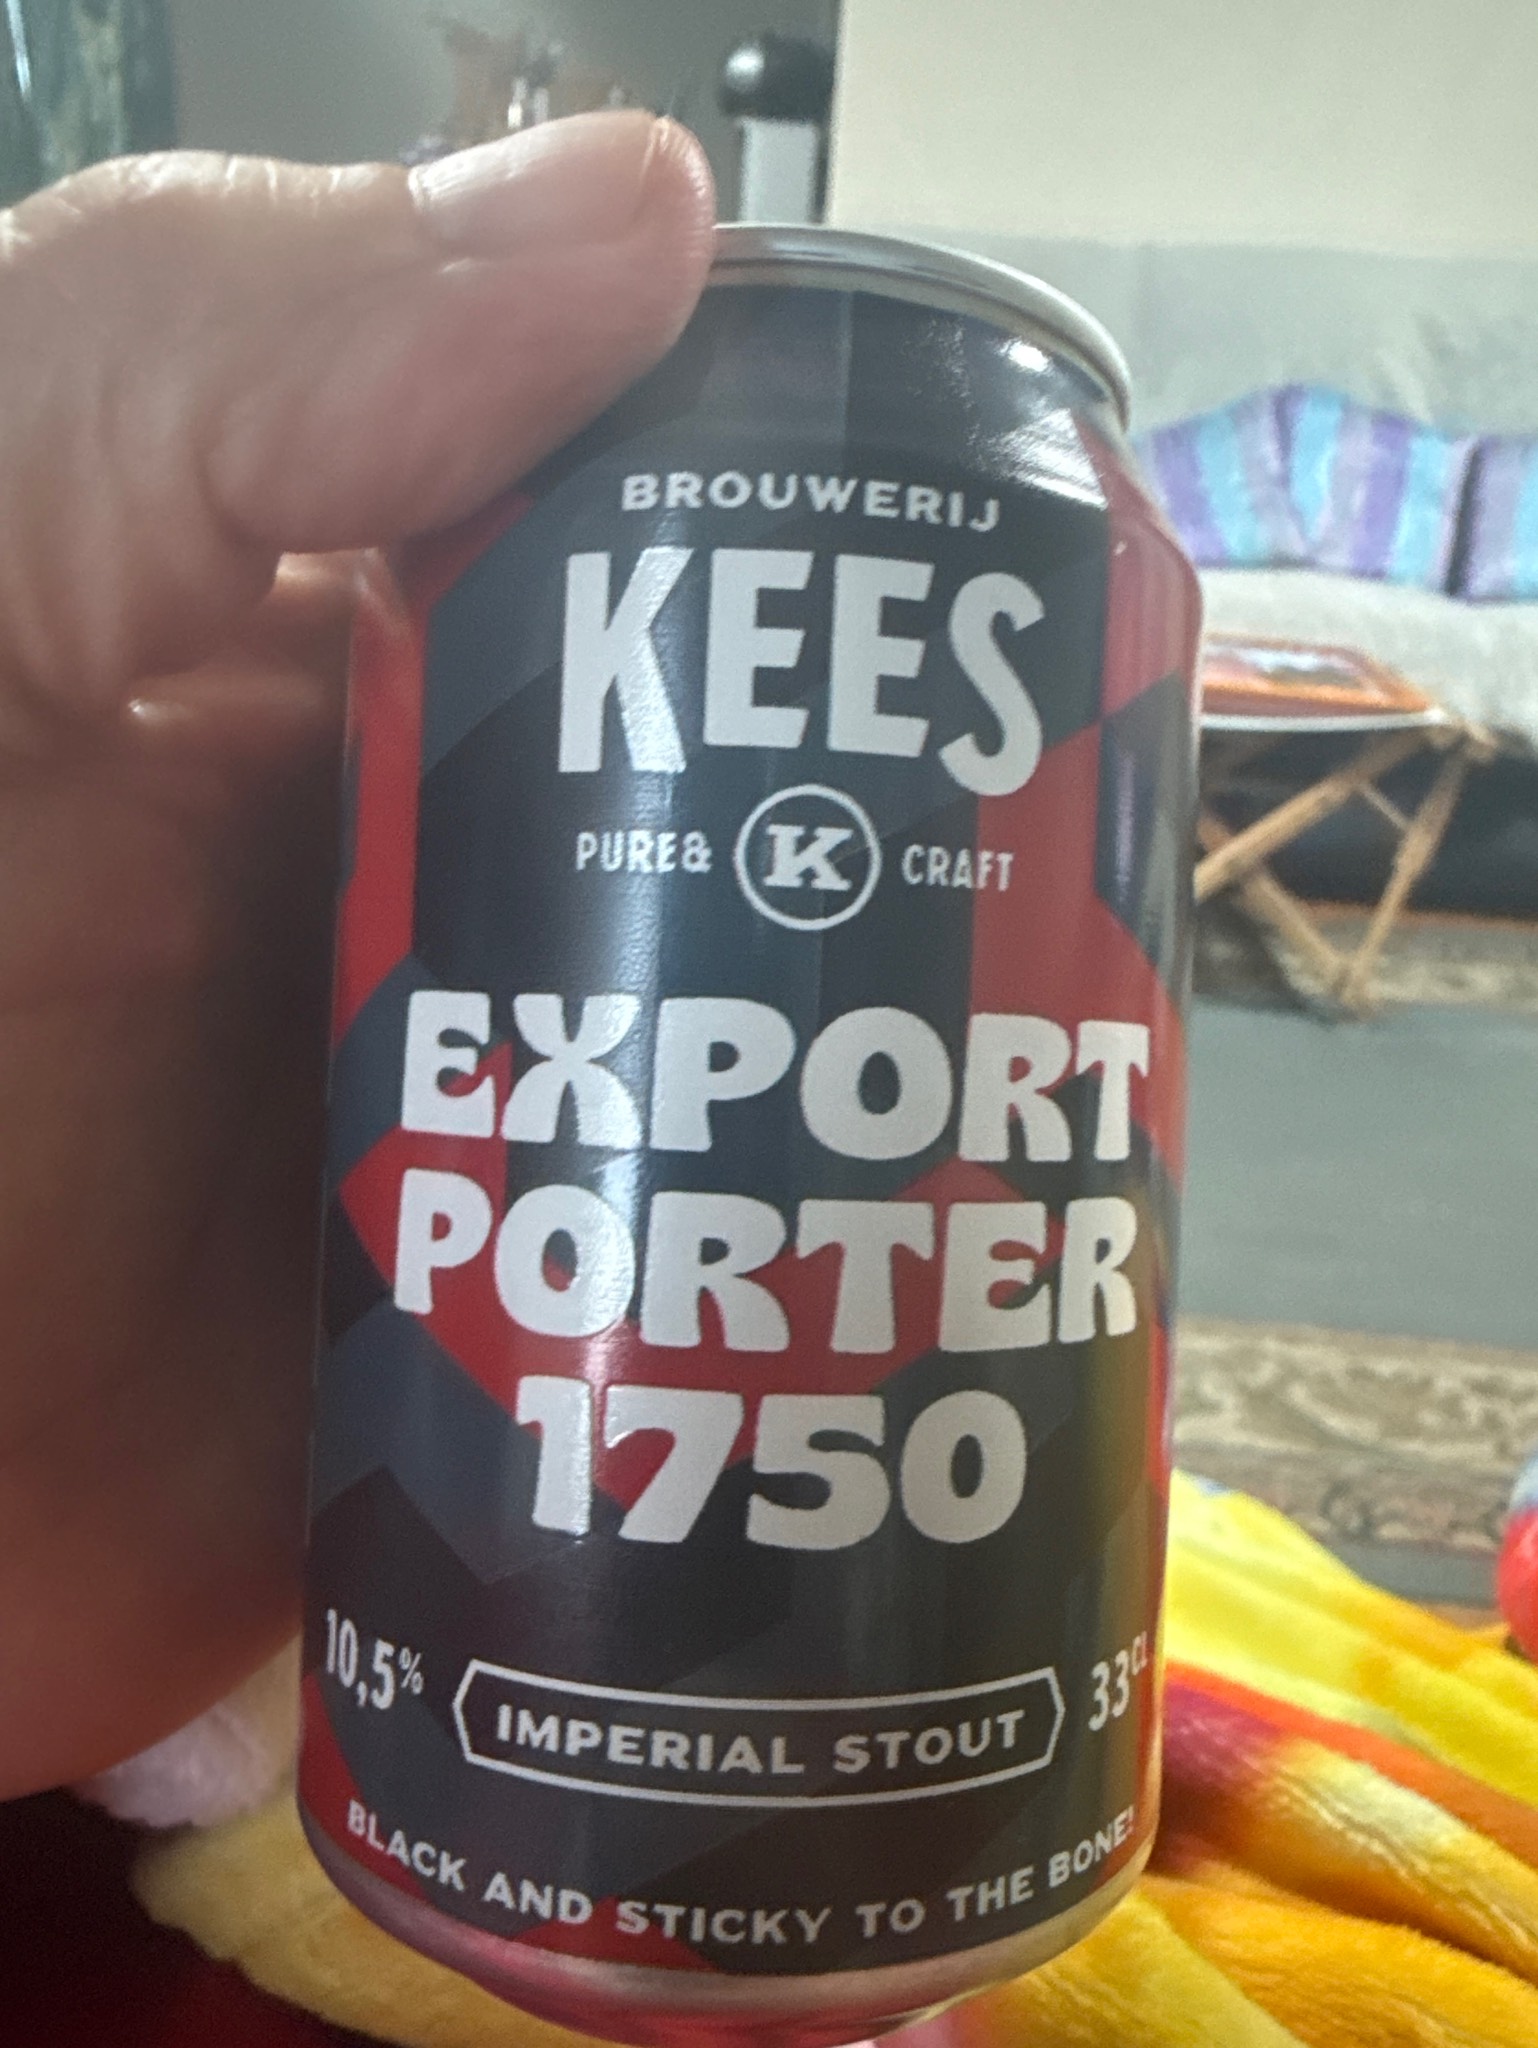 BROUWERIJ
KEES
PURE& K CRAFT
EXPORT
PORTER
1750
10,5% IMPERIAL STOUT 33CL
BLACK AND STICKY TO THE BONE!